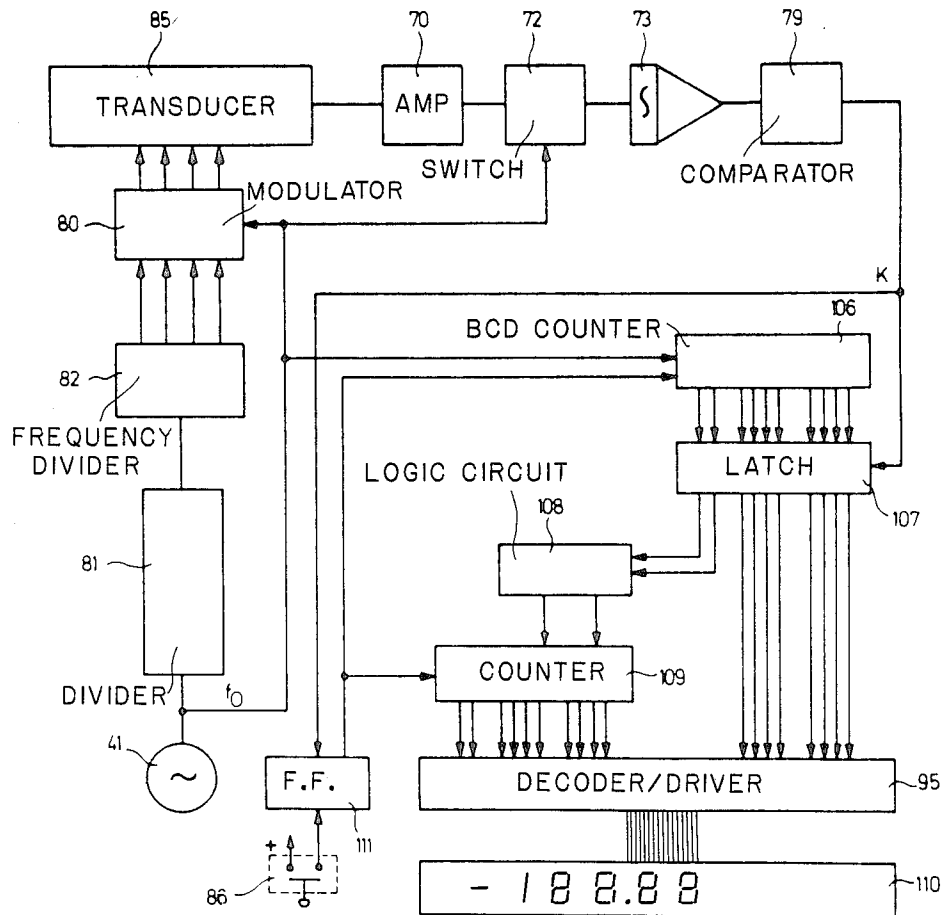 85 70 72 73 79
TRANSDUCER
AMP
∫
SWITCH
COMPARATOR
MODULATOR
80
K
BCD COUNTER
106
82
FREQUENCY
DIVIDER
LATCH
107
LOGIC CIRCUIT
108
81
COUNTER
109
DIVIDER
f0
41
~
F.F.
111
DECODER/DRIVER
95
+
86
-188.88
110